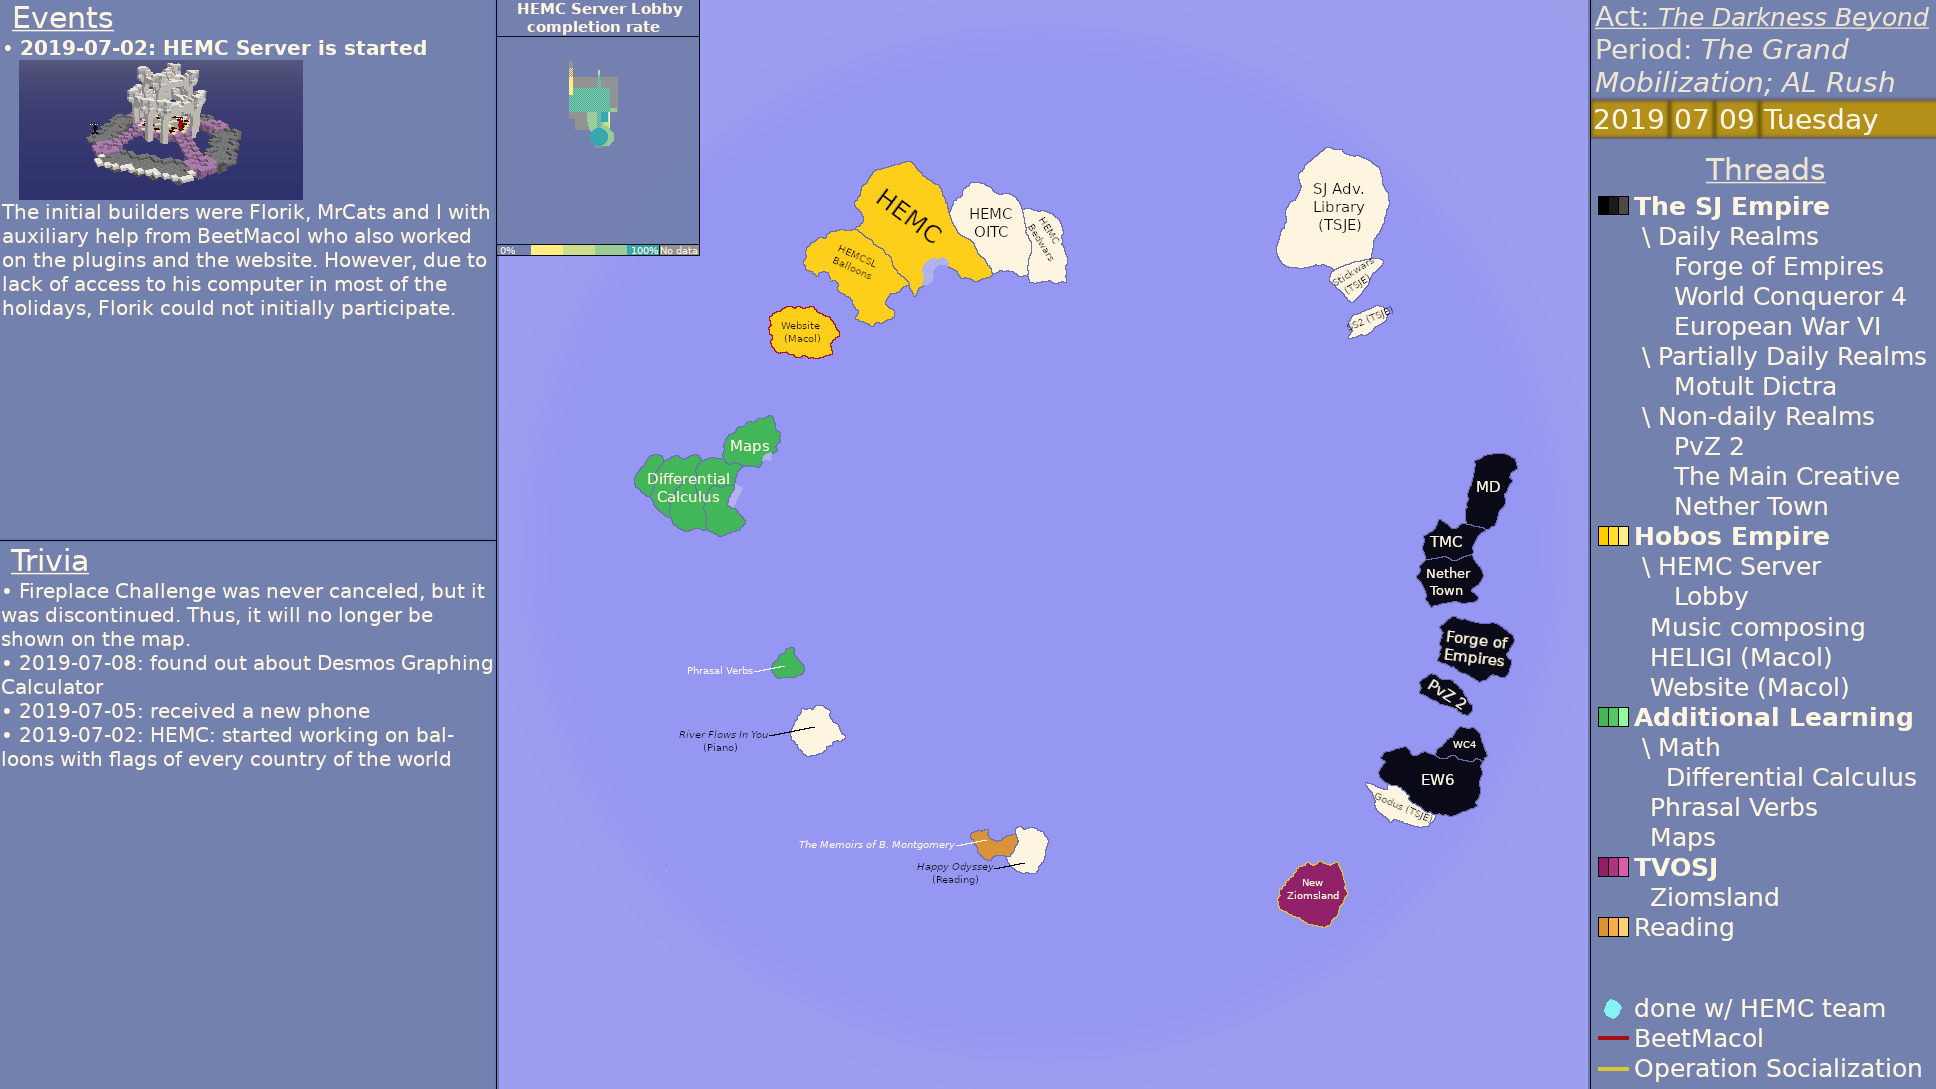 Events
• 2019-07-02: HEMC Server is started
The initial builders were Florik, MrCats and I with
auxiliary help from BeetMacol who also worked
on the plugins and the website. However, due to
lack of access to his computer in most of the
holidays, Florik could not initially participate.
Trivia
• Fireplace Challenge was never canceled, but it
was discontinued. Thus, it will no longer be
shown on the map.
• 2019-07-08: found out about Desmos Graphing
Calculator
• 2019-07-05: received a new phone
• 2019-07-02: HEMC: started working on bal-
loons with flags of every country of the world
HEMC Server Lobby
completion rate
0%
100%
No data
HEMC
HEMC
OITC
HEMC
Bedwars
HEMCSL
Balloons
Website
(Macol)
SJ Adv.
Library
(TSJE)
Stickwars
(TSJE)
SS2 (TSJE)
Maps
Differential
Calculus
MD
TMC
Nether
Town
Forge of
Empires
PvZ 2
WC4
EW6
Godus (TSJE)
Phrasal Verbs
River Flows In You
(Piano)
The Memoirs of B. Montgomery
Happy Odyssey
(Reading)
New
Ziomsland
Act: The Darkness Beyond
Period: The Grand
Mobilization; AL Rush
2019 07 09 Tuesday
Threads
The SJ Empire
\ Daily Realms
Forge of Empires
World Conqueror 4
European War VI
\ Partially Daily Realms
Motult Dictra
\ Non-daily Realms
PvZ 2
The Main Creative
Nether Town
Hobos Empire
\ HEMC Server
Lobby
Music composing
HELIGI (Macol)
Website (Macol)
Additional Learning
\ Math
Differential Calculus
Phrasal Verbs
Maps
TVOSJ
Ziomsland
Reading
done w/ HEMC team
BeetMacol
Operation Socialization